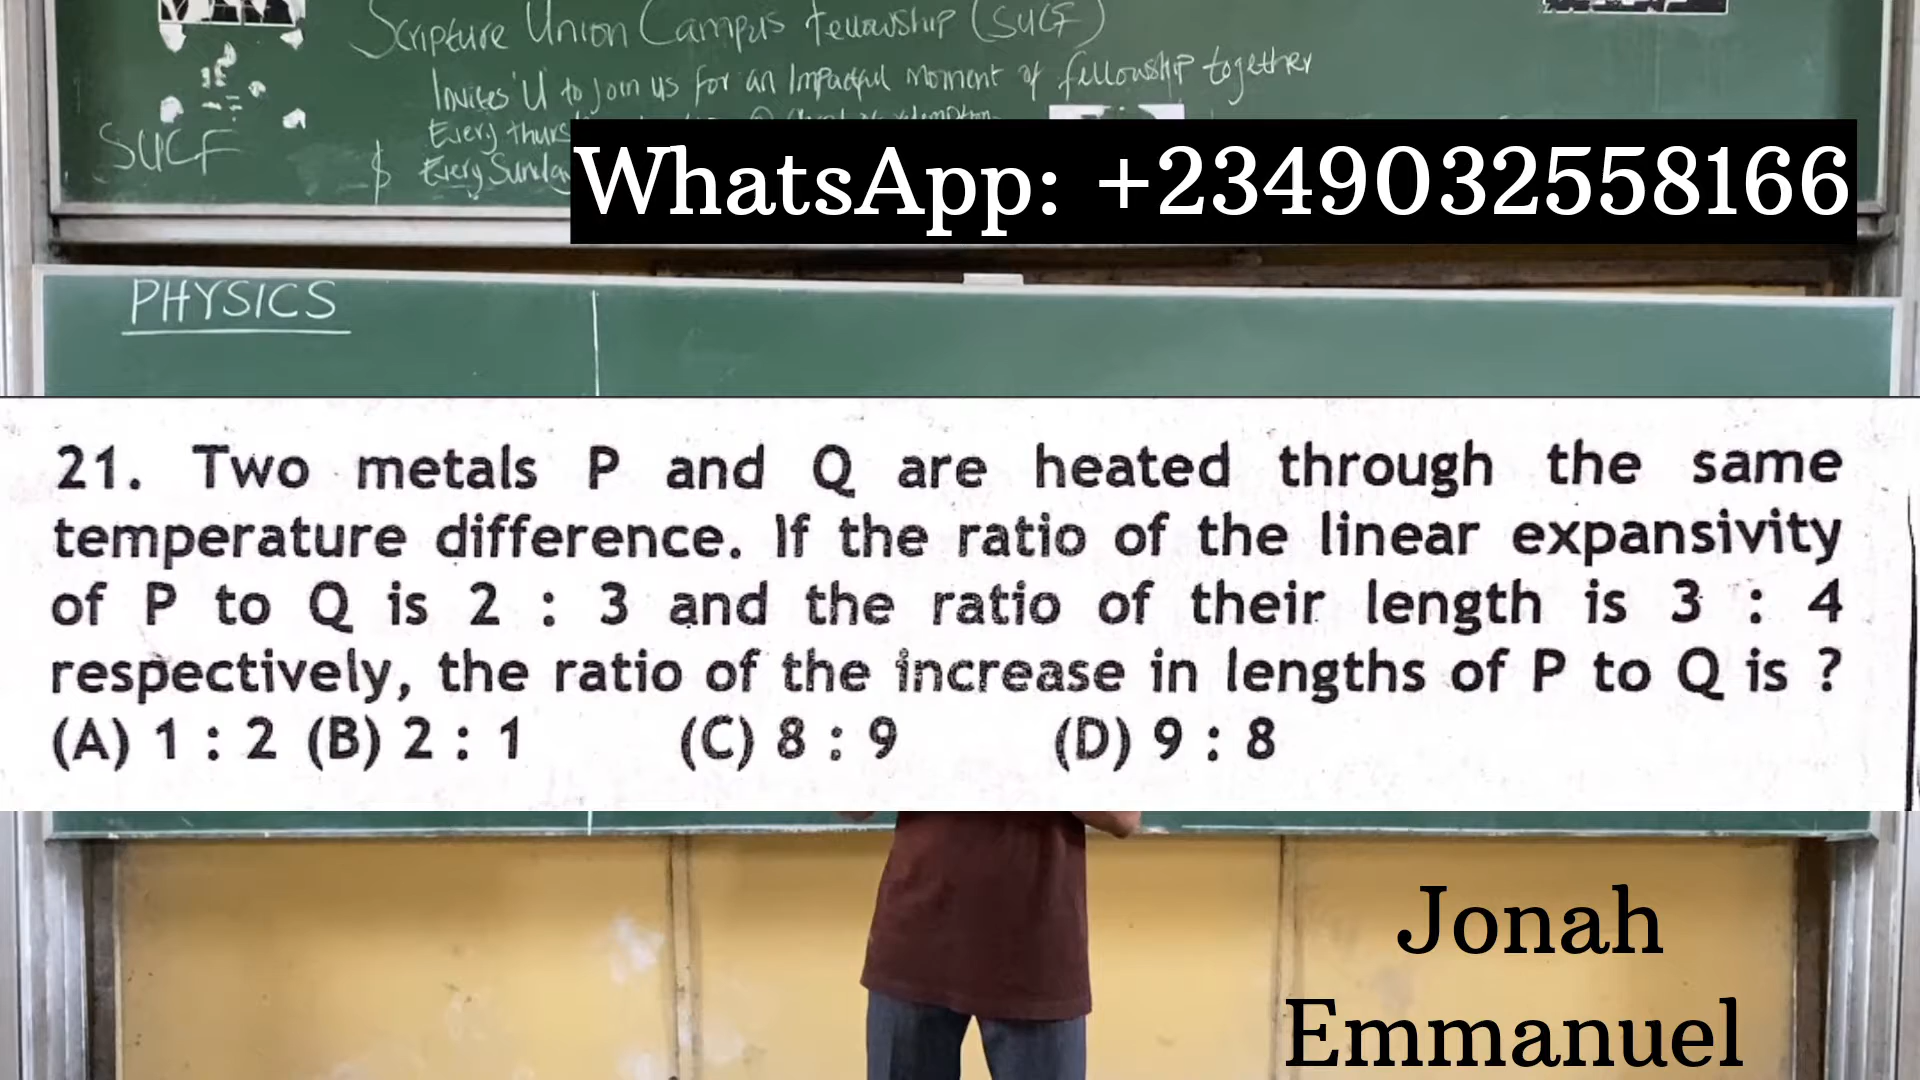 Scripture Union Campus fellowship (SUCF)
Invites 'U' to Join us for an Impactful moment of fellowship together
Every thurs
Every Sunday
SUCF
WhatsApp: +2349032558166
PHYSICS
21. Two metals P and Q are heated through the same
temperature difference. If the ratio of the linear expansivity
of P to Q is 2 : 3 and the ratio of their length is 3 : 4
respectively, the ratio of the increase in lengths of P to Q is ?
(A) 1 : 2 (B) 2 : 1 (C) 8 : 9 (D) 9 : 8
Jonah
Emmanuel